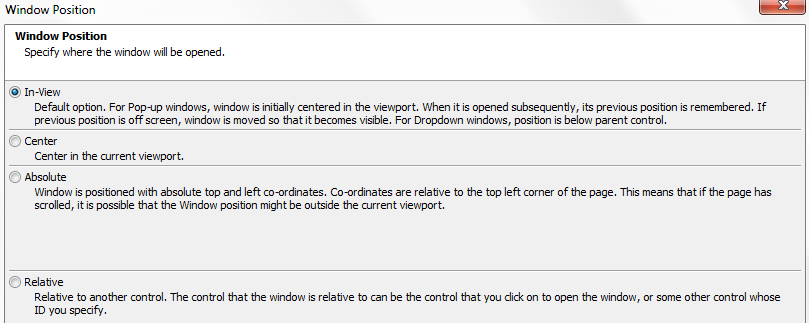 Window Position
Window Position
Specify where the window will be opened.
In-View
Default option. For Pop-up windows, window is initially centered in the viewport. When it is opened subsequently, its previous position is remembered. If
previous position is off screen, window is moved so that it becomes visible. For Dropdown windows, position is below parent control.
Center
Center in the current viewport.
Absolute
Window is positioned with absolute top and left co-ordinates. Co-ordinates are relative to the top left corner of the page. This means that if the page has
scrolled, it is possible that the Window position might be outside the current viewport.
Relative
Relative to another control. The control that the window is relative to can be the control that you click on to open the window, or some other control whose
ID you specify.